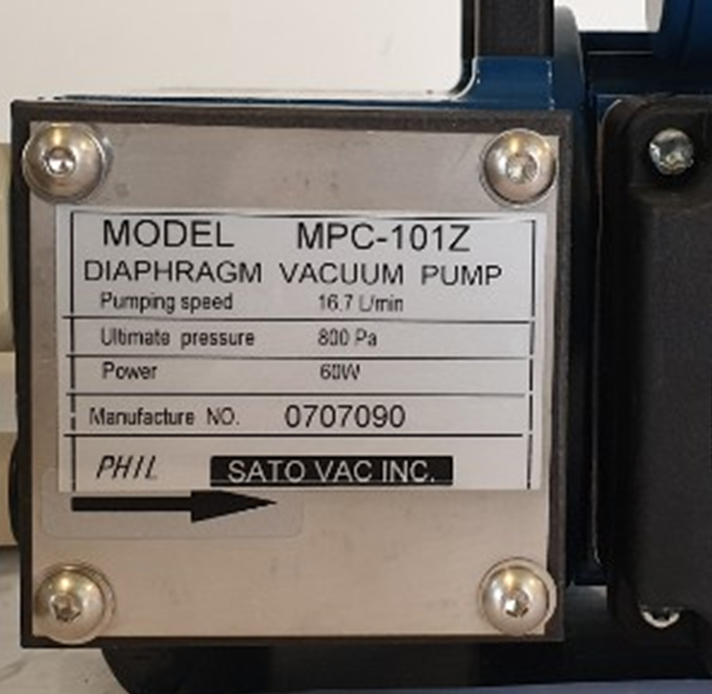 MODEL MPC-101Z
DIAPHRAGM VACUUM PUMP
Pumping speed 16.7 L/min
Ultimate pressure 800 Pa
Power 60W
Manufacture NO. 0707090
PHIL SATO VAC INC.